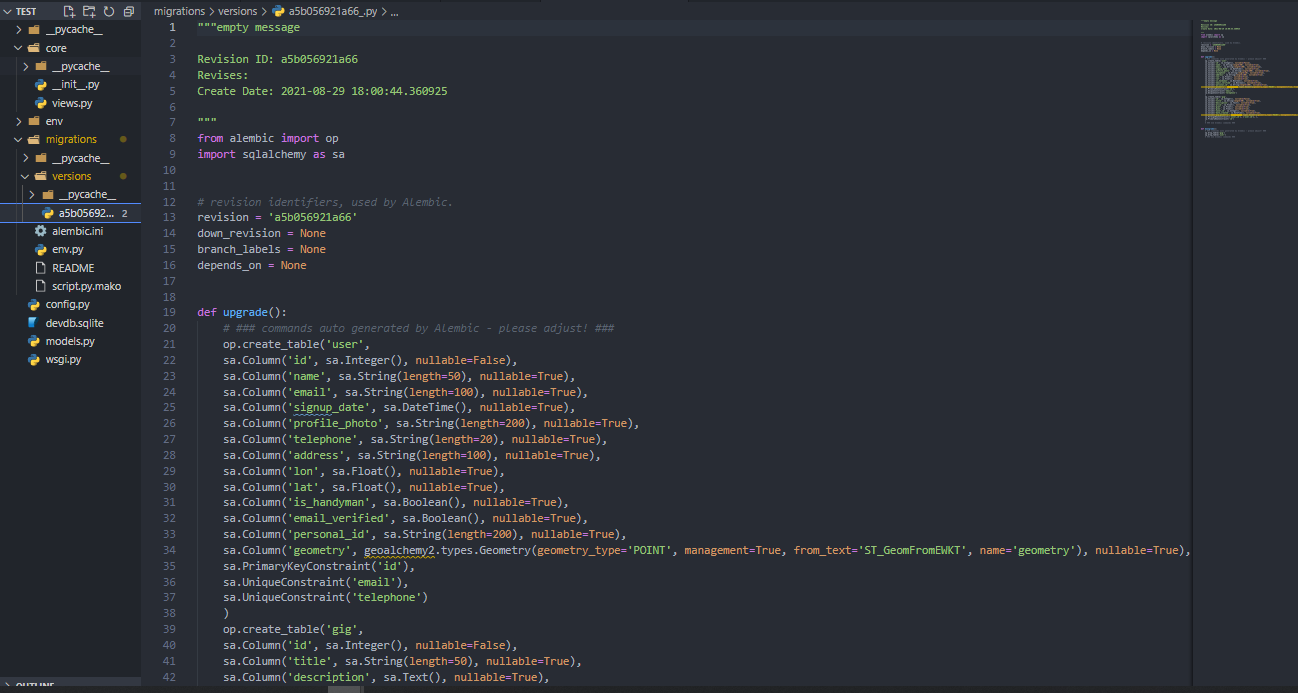 TEST
__pycache__
core
__pycache__
__init__.py
views.py
env
migrations
__pycache__
versions
__pycache__
a5b05692... 2
alembic.ini
env.py
README
script.py.mako
config.py
devdb.sqlite
models.py
wsgi.py
OUTLINE
migrations > versions > a5b056921a66_.py > ...
1 """empty message
2
3 Revision ID: a5b056921a66
4 Revises:
5 Create Date: 2021-08-29 18:00:44.360925
6
7 """
8 from alembic import op
9 import sqlalchemy as sa
10
11
12 # revision identifiers, used by Alembic.
13 revision = 'a5b056921a66'
14 down_revision = None
15 branch_labels = None
16 depends_on = None
17
18
19 def upgrade():
20 # ### commands auto generated by Alembic - please adjust! ###
21 op.create_table('user',
22 sa.Column('id', sa.Integer(), nullable=False),
23 sa.Column('name', sa.String(length=50), nullable=True),
24 sa.Column('email', sa.String(length=100), nullable=True),
25 sa.Column('signup_date', sa.DateTime(), nullable=True),
26 sa.Column('profile_photo', sa.String(length=200), nullable=True),
27 sa.Column('telephone', sa.String(length=20), nullable=True),
28 sa.Column('address', sa.String(length=100), nullable=True),
29 sa.Column('lon', sa.Float(), nullable=True),
30 sa.Column('lat', sa.Float(), nullable=True),
31 sa.Column('is_handyman', sa.Boolean(), nullable=True),
32 sa.Column('email_verified', sa.Boolean(), nullable=True),
33 sa.Column('personal_id', sa.String(length=200), nullable=True),
34 sa.Column('geometry', geoalchemy2.types.Geometry(geometry_type='POINT', management=True, from_text='ST_GeomFromEWKT', name='geometry'), nullable=True),
35 sa.PrimaryKeyConstraint('id'),
36 sa.UniqueConstraint('email'),
37 sa.UniqueConstraint('telephone')
38 )
39 op.create_table('gig',
40 sa.Column('id', sa.Integer(), nullable=False),
41 sa.Column('title', sa.String(length=50), nullable=True),
42 sa.Column('description', sa.Text(), nullable=True),